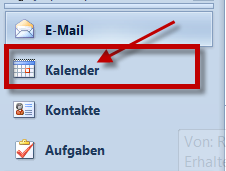 E-Mail
Kalender
Kontakte
Von: R
Aufgaben
Erhalte